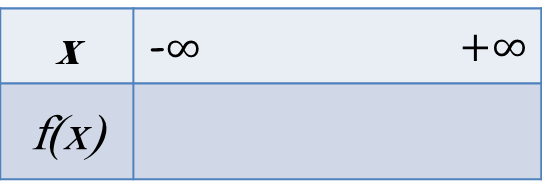 x -∞ +∞
f(x)